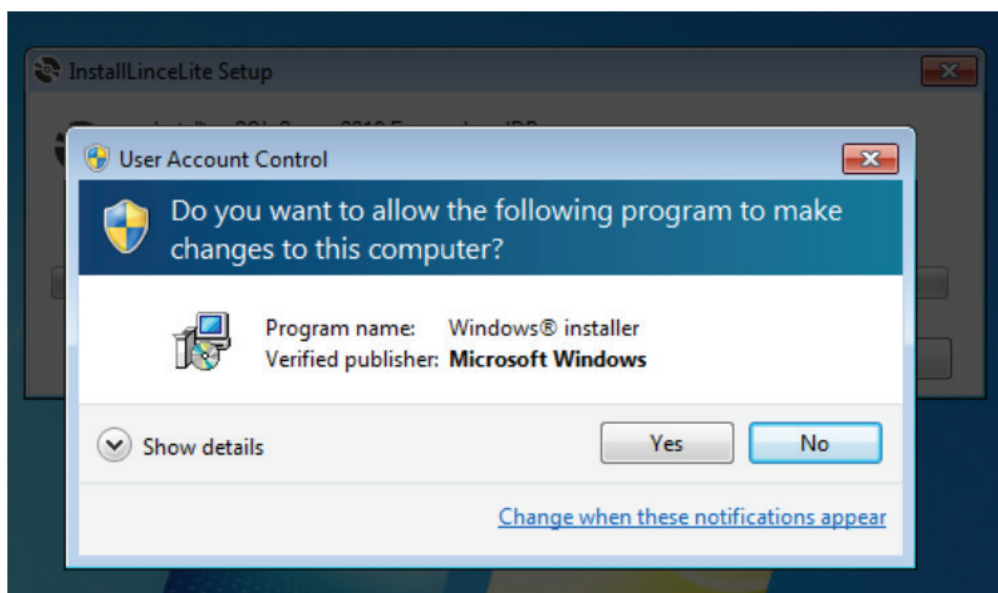 InstallLinceLite Setup
User Account Control
Do you want to allow the following program to make
changes to this computer?
Program name: Windows® installer
Verified publisher: Microsoft Windows
Show details
Yes
No
Change when these notifications appear